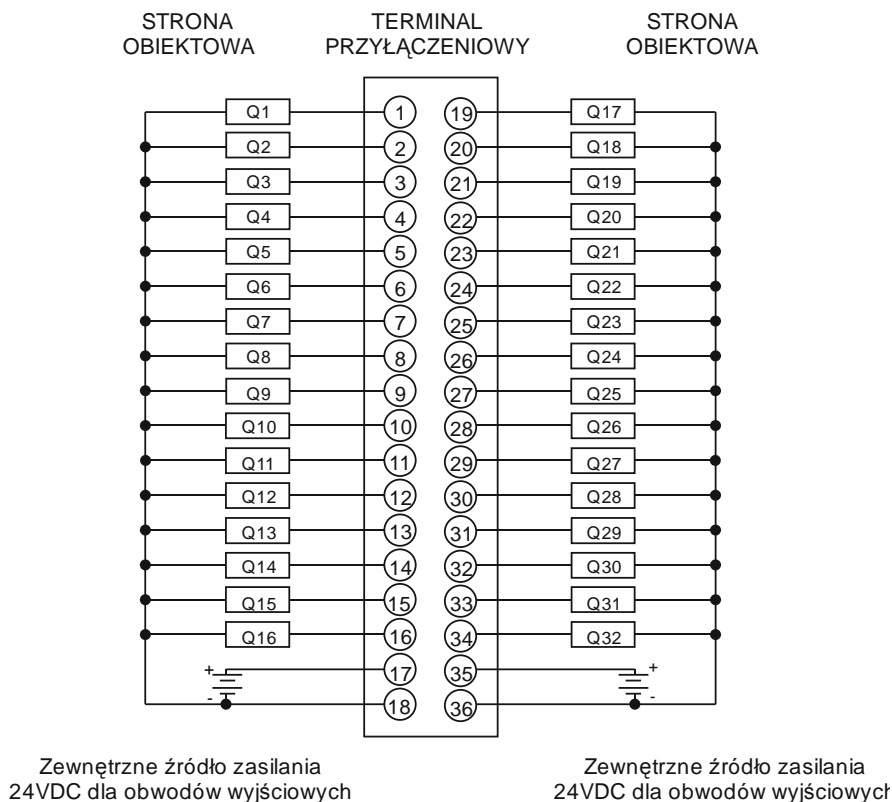 STRONA
OBIEKTOWA
TERMINAL
PRZYŁĄCZENIOWY
STRONA
OBIEKTOWA
Q1 1 19 Q17
Q2 2 20 Q18
Q3 3 21 Q19
Q4 4 22 Q20
Q5 5 23 Q21
Q6 6 24 Q22
Q7 7 25 Q23
Q8 8 26 Q24
Q9 9 27 Q25
Q10 10 28 Q26
Q11 11 29 Q27
Q12 12 30 Q28
Q13 13 31 Q29
Q14 14 32 Q30
Q15 15 33 Q31
Q16 16 34 Q32
+ 17 35 +
- 18 36 -
Zewnętrzne źródło zasilania
24VDC dla obwodów wyjściowych
Zewnętrzne źródło zasilania
24VDC dla obwodów wyjściowych